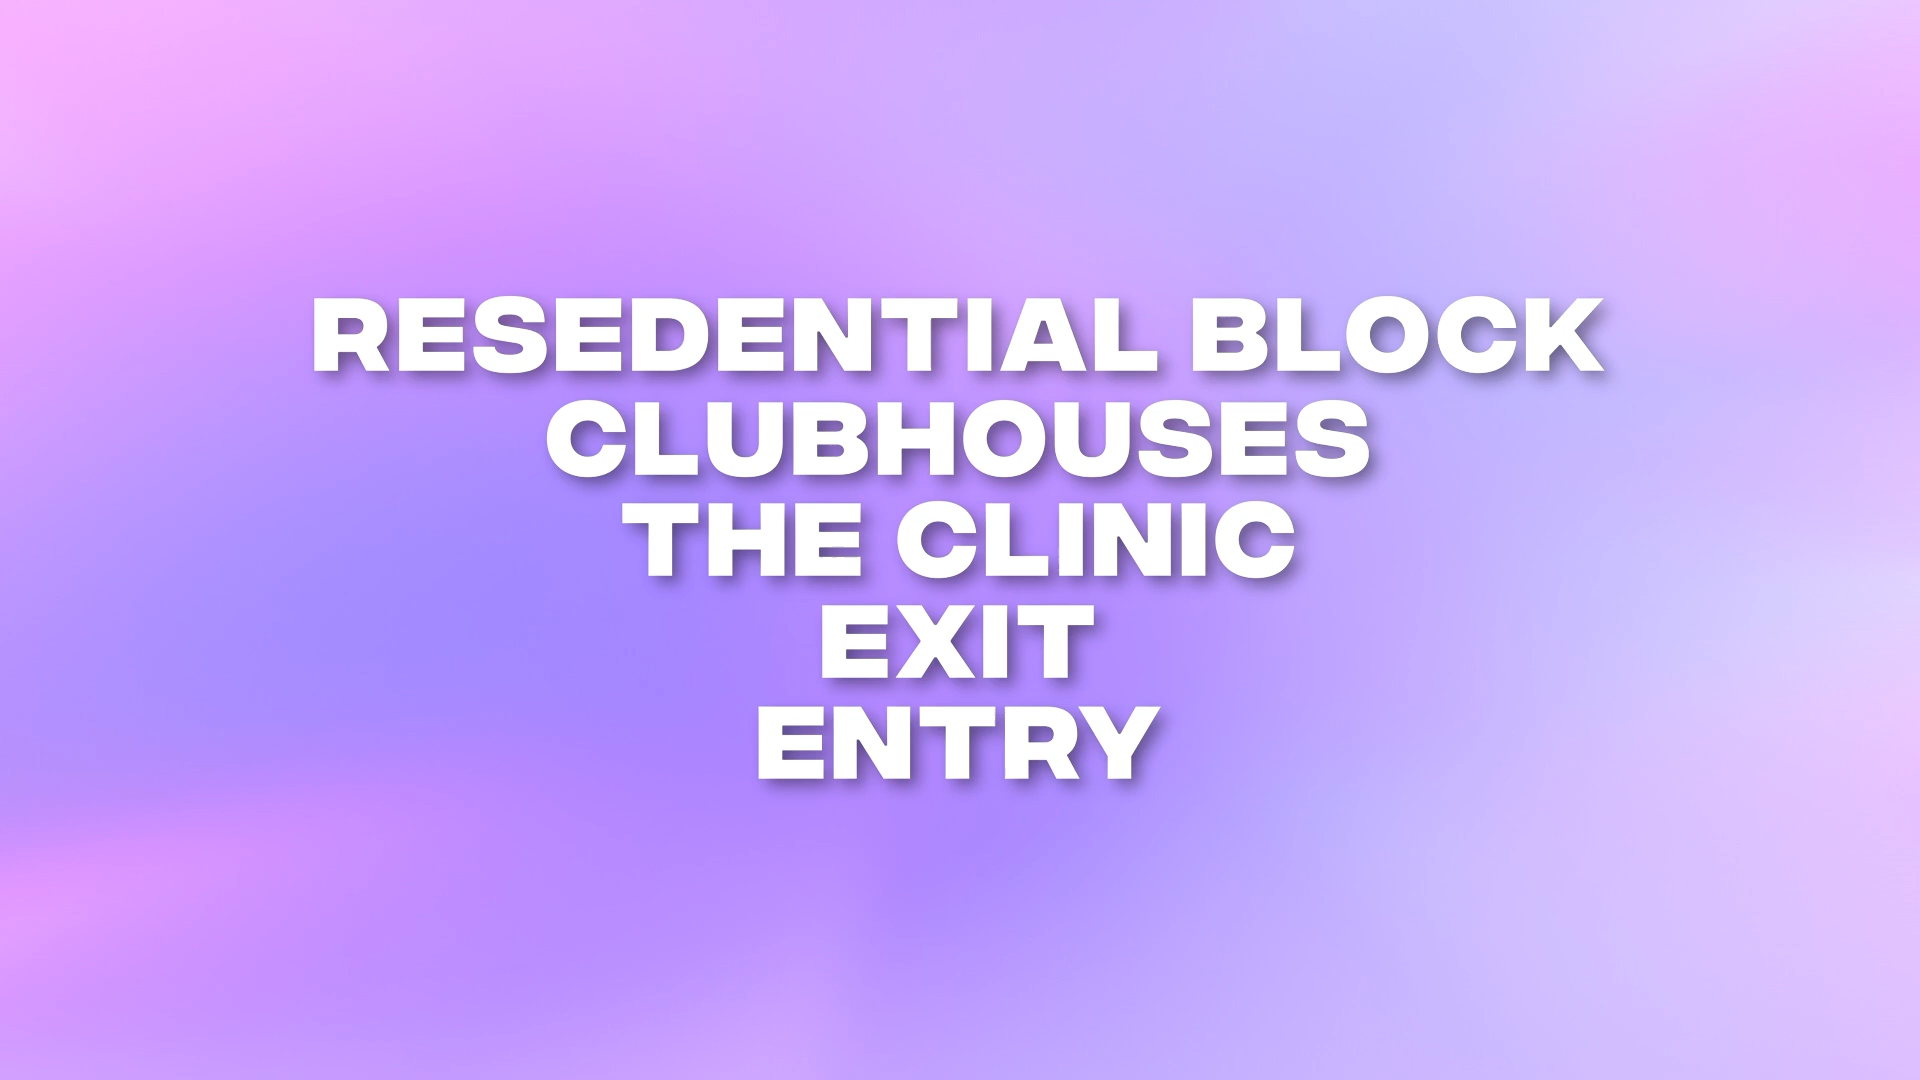 RESEDENTIAL BLOCK
CLUBHOUSES
THE CLINIC
EXIT
ENTRY